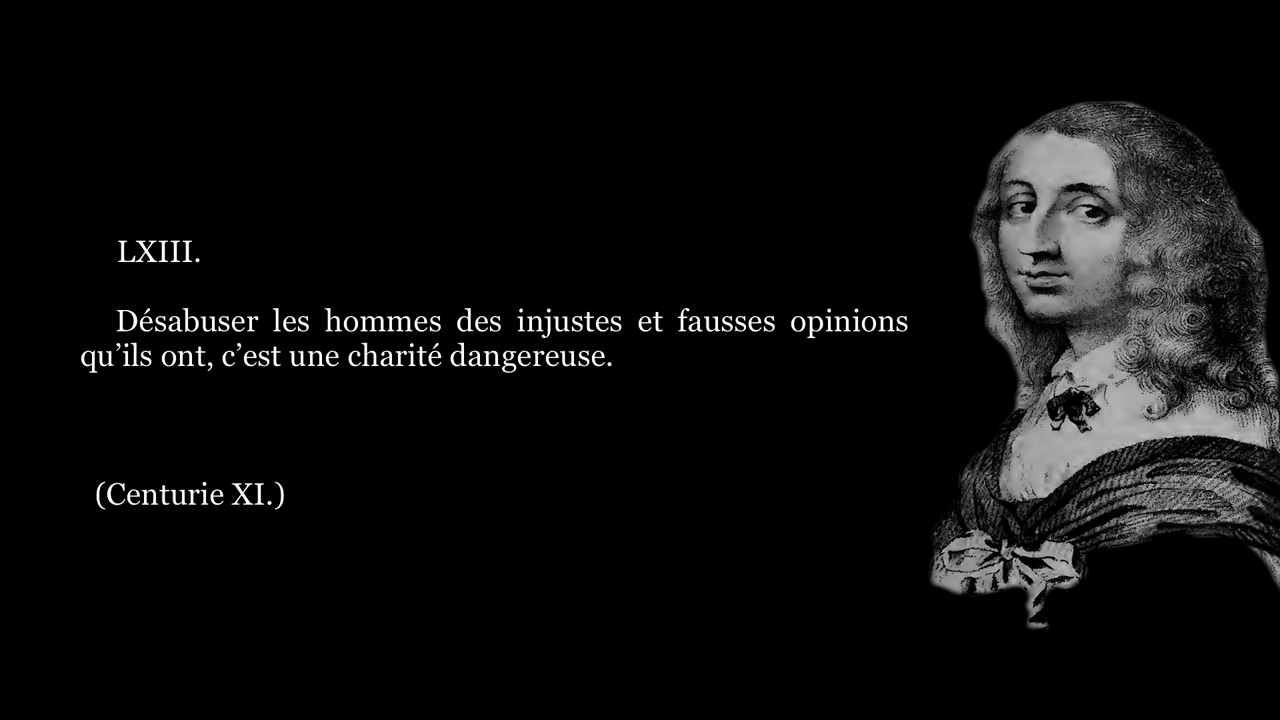 LXIII.
Désabuser les hommes des injustes et fausses opinions
qu’ils ont, c’est une charité dangereuse.
(Centurie XI.)